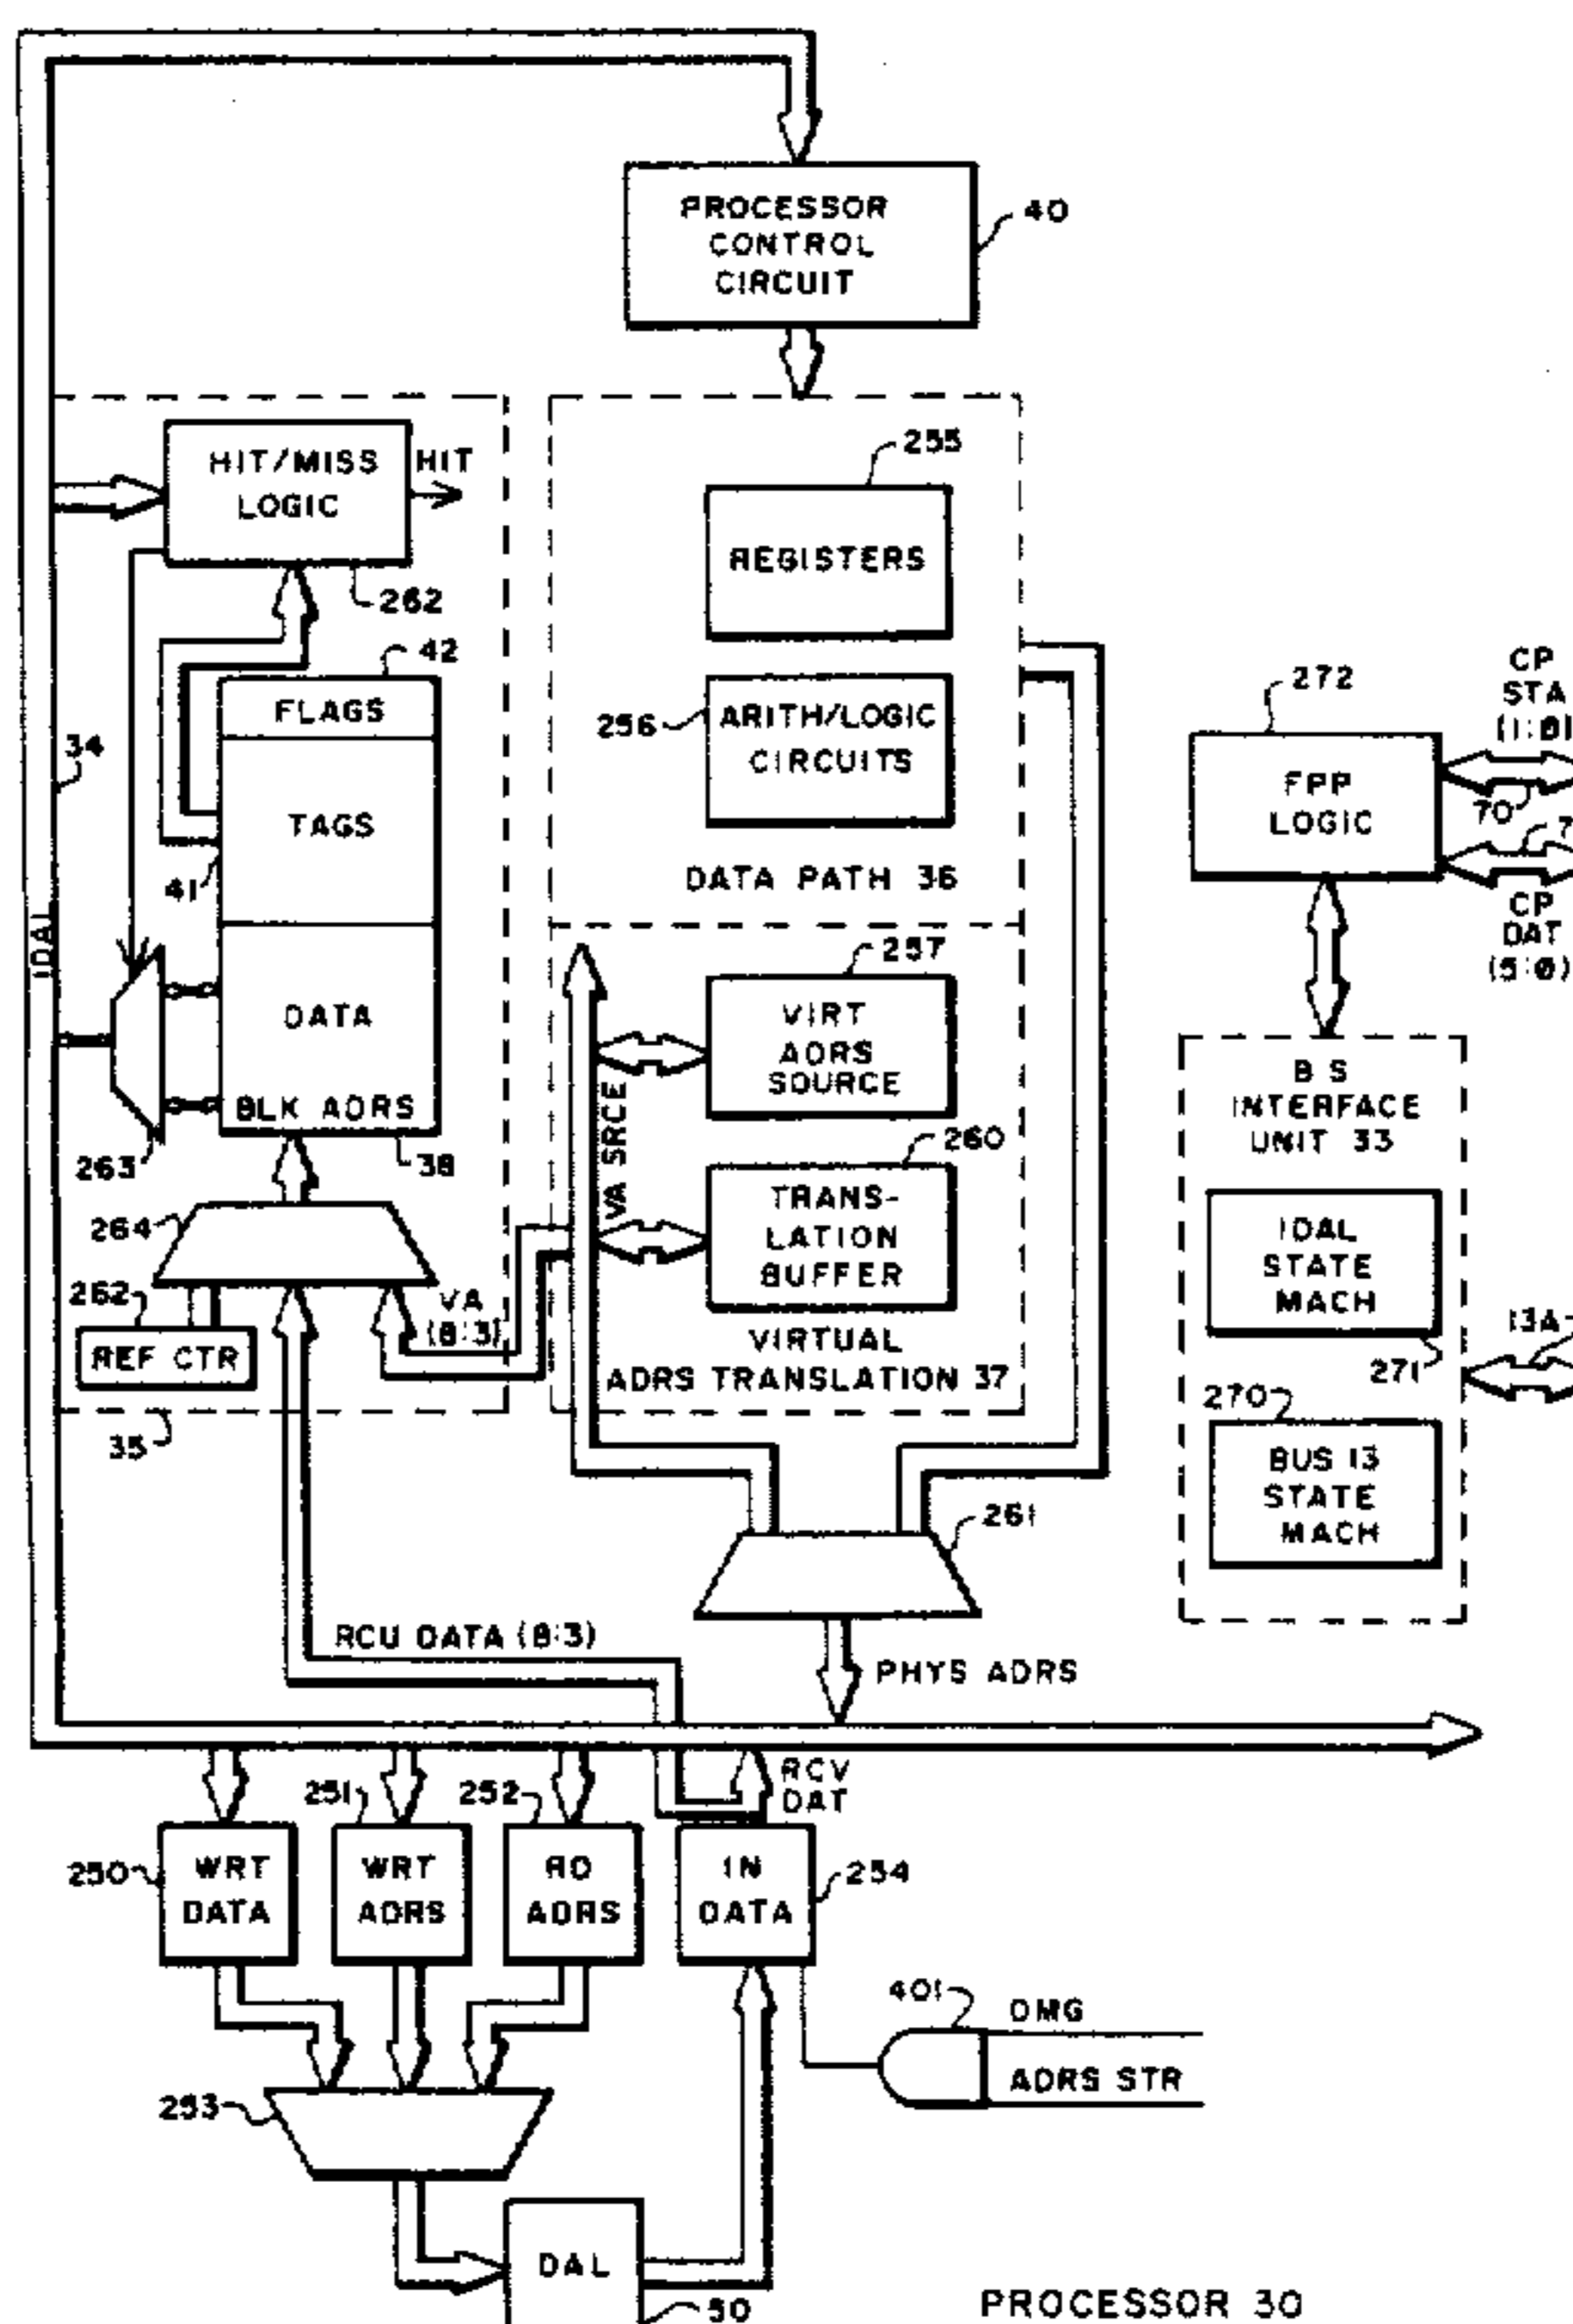 PROCESSOR
CONTROL
CIRCUIT
40
HIT/MISS
LOGIC
HIT
262
255
REGISTERS
42
FLAGS
TAGS
41
34
IDAL
DATA
BLK ADRS
38
263
256
ARITH/LOGIC
CIRCUITS
DATA PATH 36
257
VIRT
ADRS
SOURCE
VA SRCE
260
TRANS-
LATION
BUFFER
VIRTUAL
ADRS TRANSLATION 37
264
262
REF CTR
VA
(8:3)
35
272
FPP
LOGIC
CP
STA
(1:0)
70
7
CP
DAT
(5:0)
B S
INTERFACE
UNIT 33
IDAL
STATE
MACH
271
13A
270
BUS 13
STATE
MACH
261
RCU DATA (8:3)
PHYS ADRS
RCV
DAT
250
WRT
DATA
251
WRT
ADRS
252
RD
ADRS
IN
DATA
254
401
DMG
ADRS STR
253
DAL
50
PROCESSOR 30